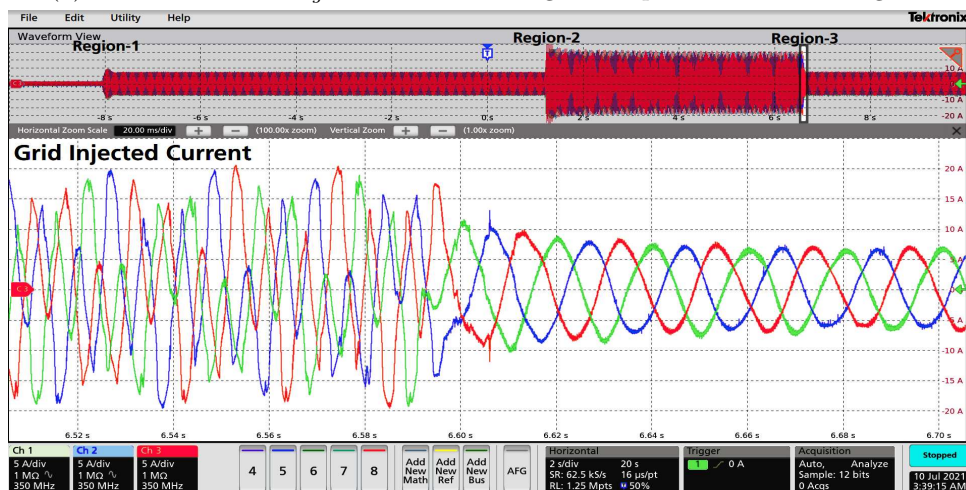 File Edit Utility Help Tektronix
Waveform View
Region-1 Region-2 Region-3
T
10 A
-10 A
-20 A
-8 s -6 s -4 s -2 s 0 s 2 s 4 s 6 s 8 s
Horizontal Zoom Scale 20.00 ms/div + − (100.00x zoom) Vertical Zoom + − (1.00x zoom) ✕
Grid Injected Current
20 A
15 A
10 A
5 A
C 3
0 A
-5 A
-10 A
-15 A
-20 A
6.52 s 6.54 s 6.56 s 6.58 s 6.60 s 6.62 s 6.64 s 6.66 s 6.68 s 6.70 s
Ch 1
5 A/div
1 MΩ
350 MHz
Ch 2
5 A/div
1 MΩ
350 MHz
Ch 3
5 A/div
1 MΩ
350 MHz
4 5 6 7 8
Add New Math
Add New Ref
Add New Bus
AFG
Horizontal
2 s/div 20 s
SR: 62.5 kS/s 16 µs/pt
RL: 1.25 Mpts 50%
Trigger
1 0 A
Acquisition
Auto, Analyze
Sample: 12 bits
0 Acqs
Stopped
10 Jul 2021
3:39:15 AM